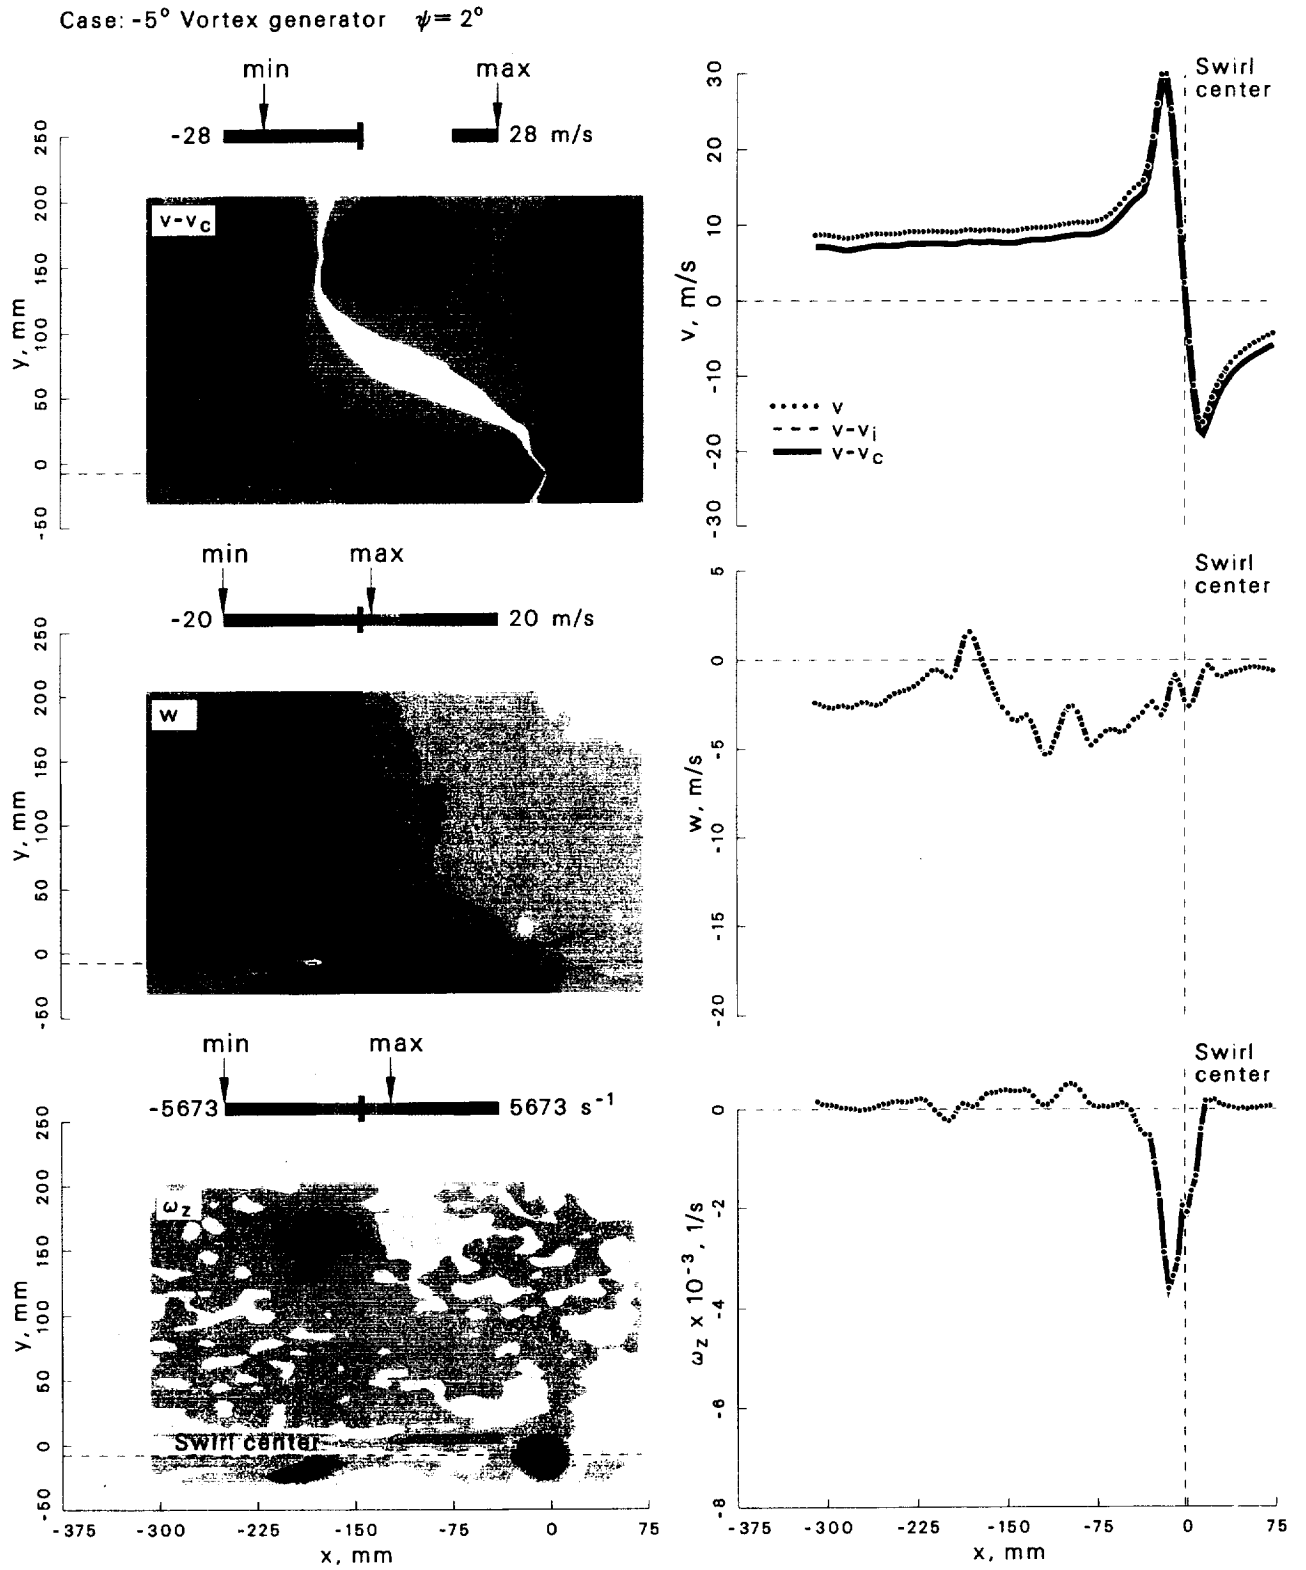 Case: -5° Vortex generator ψ= 2°
min max
-28 28 m/s
250
200
150
100
50
0
-50
y, mm
v-vc
min max
-20 20 m/s
250
200
150
100
50
0
-50
y, mm
w
min max
-5673 5673 s⁻¹
250
200
150
100
50
0
-50
y, mm
ωz
Swirl center
-375 -300 -225 -150 -75 0 75
x, mm
Swirl
center
30
20
10
0
-10
-20
-30
v, m/s
v
v-vi
v-vc
Swirl
center
5
0
-5
-10
-15
-20
w, m/s
Swirl
center
0
-2
-4
-6
-8
ωz x 10⁻³, 1/s
-375 -300 -225 -150 -75 0 75
x, mm